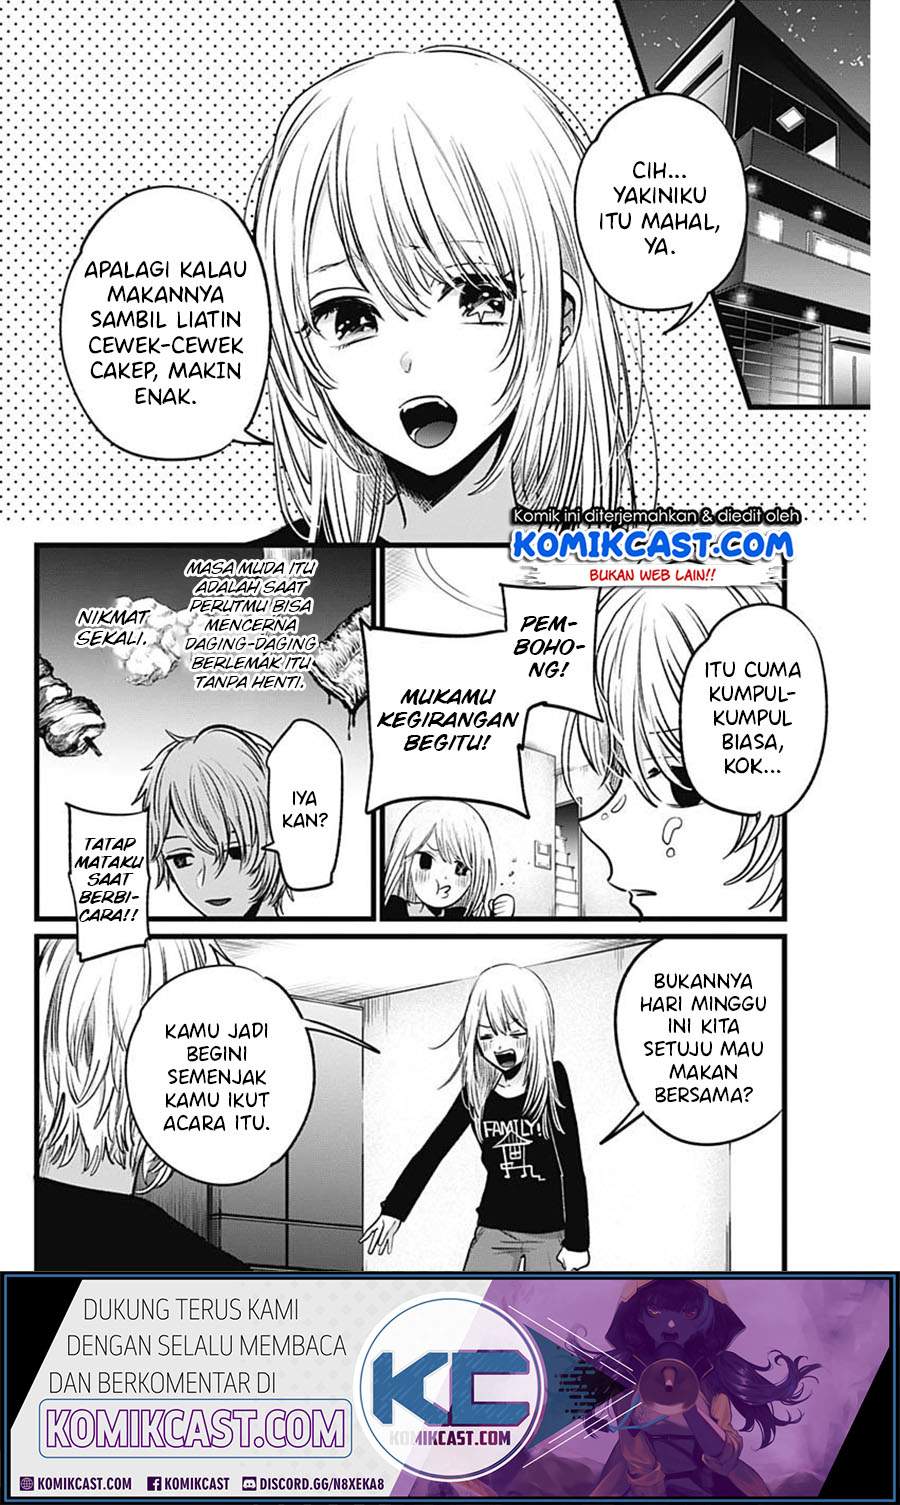 CIH...
YAKINIKU
ITU MAHAL,
YA.
APALAGI KALAU
MAKANNYA
SAMBIL LIATIN
CEWEK-CEWEK
CAKEP, MAKIN
ENAK.
Komik ini diterjemahkan & diedit oleh
KOMIKCAST.COM
BUKAN WEB LAIN!!
ITU CUMA
KUMPUL-
KUMPUL
BIASA,
KOK...
PEM-
BOHO-
NG!
MUKAMU
KEGIRANGAN
BEGITU!
MASA MUDA ITU
ADALAH SAAT
PERUTMU BISA
MENCERNA
DAGING-DAGING
BERLEMAK ITU
TANPA HENTI.
NIKMAT
SEKALI.
IYA
KAN?
TATAP
MATAKU
SAAT
BERBI-
CARA!!
BUKANNYA
HARI MINGGU
INI KITA
SETUJU MAU
MAKAN
BERSAMA?
FAMILY!
KAMU JADI
BEGINI
SEMENJAK
KAMU IKUT
ACARA ITU.
DUKUNG TERUS KAMI
DENGAN SELALU MEMBACA
DAN BERKOMENTAR DI
KOMIKCAST.COM
KC
KOMIKCAST.COM
KOMIKCAST.COM
KOMIKCAST
DISCORD.GG/N8XEKA8